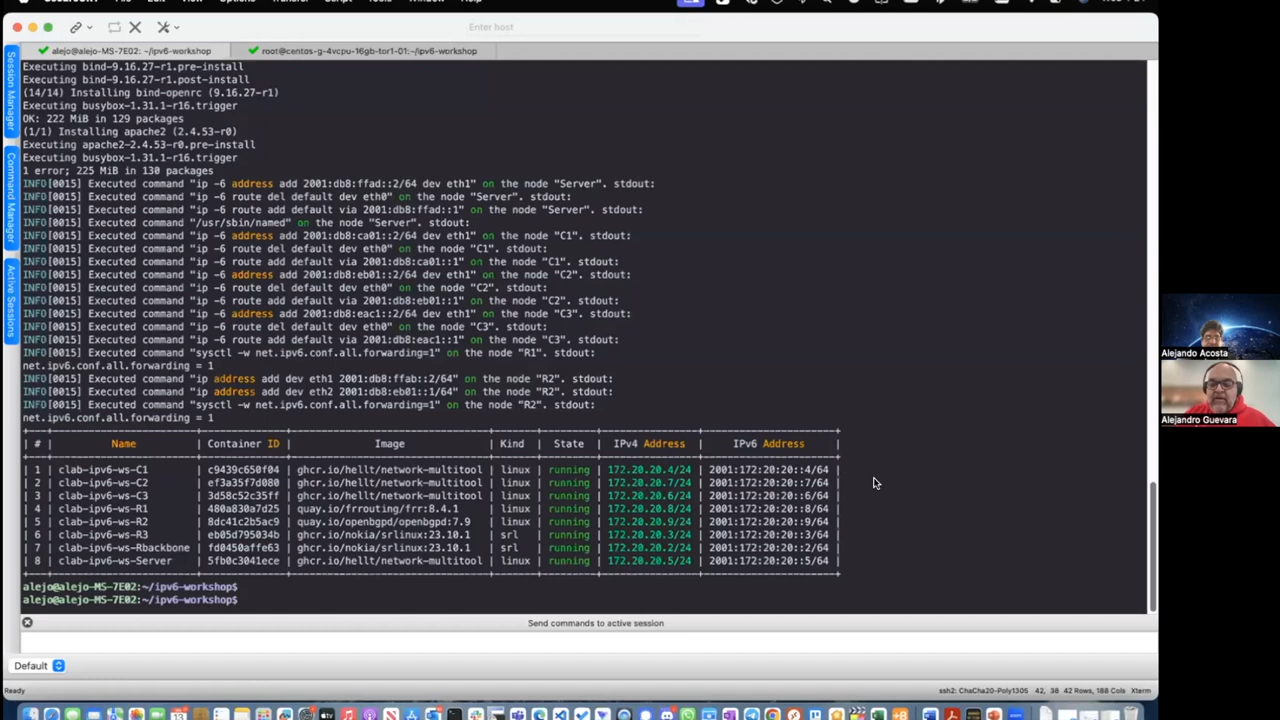 Enter host
alejo@alejo-MS-7E02: ~/ipv6-workshop
root@centos-g-4vcpu-16gb-tor1-01:~/ipv6-workshop
Session Manager
Command Manager
Active Sessions
Executing bind-9.16.27-r1.pre-install
Executing bind-9.16.27-r1.post-install
(14/14) Installing bind-openrc (9.16.27-r1)
Executing busybox-1.31.1-r16.trigger
OK: 222 MiB in 129 packages
(1/1) Installing apache2 (2.4.53-r0)
Executing apache2-2.4.53-r0.pre-install
Executing busybox-1.31.1-r16.trigger
1 error; 225 MiB in 130 packages
INFO[0015] Executed command "ip -6 address add 2001:db8:ffad::2/64 dev eth1" on the node "Server". stdout:
INFO[0015] Executed command "ip -6 route del default dev eth0" on the node "Server". stdout:
INFO[0015] Executed command "ip -6 route add default via 2001:db8:ffad::1" on the node "Server". stdout:
INFO[0015] Executed command "/usr/sbin/named" on the node "Server". stdout:
INFO[0015] Executed command "ip -6 address add 2001:db8:ca01::2/64 dev eth1" on the node "C1". stdout:
INFO[0015] Executed command "ip -6 route del default dev eth0" on the node "C1". stdout:
INFO[0015] Executed command "ip -6 route add default via 2001:db8:ca01::1" on the node "C1". stdout:
INFO[0015] Executed command "ip -6 address add 2001:db8:eb01::2/64 dev eth1" on the node "C2". stdout:
INFO[0015] Executed command "ip -6 route del default dev eth0" on the node "C2". stdout:
INFO[0015] Executed command "ip -6 route add default via 2001:db8:eb01::1" on the node "C2". stdout:
INFO[0015] Executed command "ip -6 address add 2001:db8:eac1::2/64 dev eth1" on the node "C3". stdout:
INFO[0015] Executed command "ip -6 route del default dev eth0" on the node "C3". stdout:
INFO[0015] Executed command "ip -6 route add default via 2001:db8:eac1::1" on the node "C3". stdout:
INFO[0015] Executed command "sysctl -w net.ipv6.conf.all.forwarding=1" on the node "R1". stdout:
net.ipv6.conf.all.forwarding = 1
INFO[0015] Executed command "ip address add dev eth1 2001:db8:ffab::2/64" on the node "R2". stdout:
INFO[0015] Executed command "ip address add dev eth2 2001:db8:eb01::1/64" on the node "R2". stdout:
INFO[0015] Executed command "sysctl -w net.ipv6.conf.all.forwarding=1" on the node "R2". stdout:
net.ipv6.conf.all.forwarding = 1
| # | Name | Container ID | Image | Kind | State | IPv4 Address | IPv6 Address |
| 1 | clab-ipv6-ws-C1 | c9439c650f04 | ghcr.io/hellt/network-multitool | linux | running | 172.20.20.4/24 | 2001:172:20:20::4/64 |
| 2 | clab-ipv6-ws-C2 | ef3a35f7d080 | ghcr.io/hellt/network-multitool | linux | running | 172.20.20.7/24 | 2001:172:20:20::7/64 |
| 3 | clab-ipv6-ws-C3 | 3d58c52c35ff | ghcr.io/hellt/network-multitool | linux | running | 172.20.20.6/24 | 2001:172:20:20::6/64 |
| 4 | clab-ipv6-ws-R1 | 480a830a7d25 | quay.io/frrouting/frr:8.4.1 | linux | running | 172.20.20.8/24 | 2001:172:20:20::8/64 |
| 5 | clab-ipv6-ws-R2 | 8dc41c2b5ac9 | quay.io/openbgpd/openbgpd:7.9 | linux | running | 172.20.20.9/24 | 2001:172:20:20::9/64 |
| 6 | clab-ipv6-ws-R3 | eb05d795034b | ghcr.io/nokia/srlinux:23.10.1 | srl | running | 172.20.20.3/24 | 2001:172:20:20::3/64 |
| 7 | clab-ipv6-ws-Rbackbone | fd0450affe63 | ghcr.io/nokia/srlinux:23.10.1 | srl | running | 172.20.20.2/24 | 2001:172:20:20::2/64 |
| 8 | clab-ipv6-ws-Server | 5fb0c3041ece | ghcr.io/hellt/network-multitool | linux | running | 172.20.20.5/24 | 2001:172:20:20::5/64 |
alejo@alejo-MS-7E02:~/ipv6-workshop$
alejo@alejo-MS-7E02:~/ipv6-workshop$
Send commands to active session
Default
Ready
ssh2: ChaCha20-Poly1305 42, 38 42 Rows, 168 Cols Xterm
Alejando Acosta
Alejandro Guevara